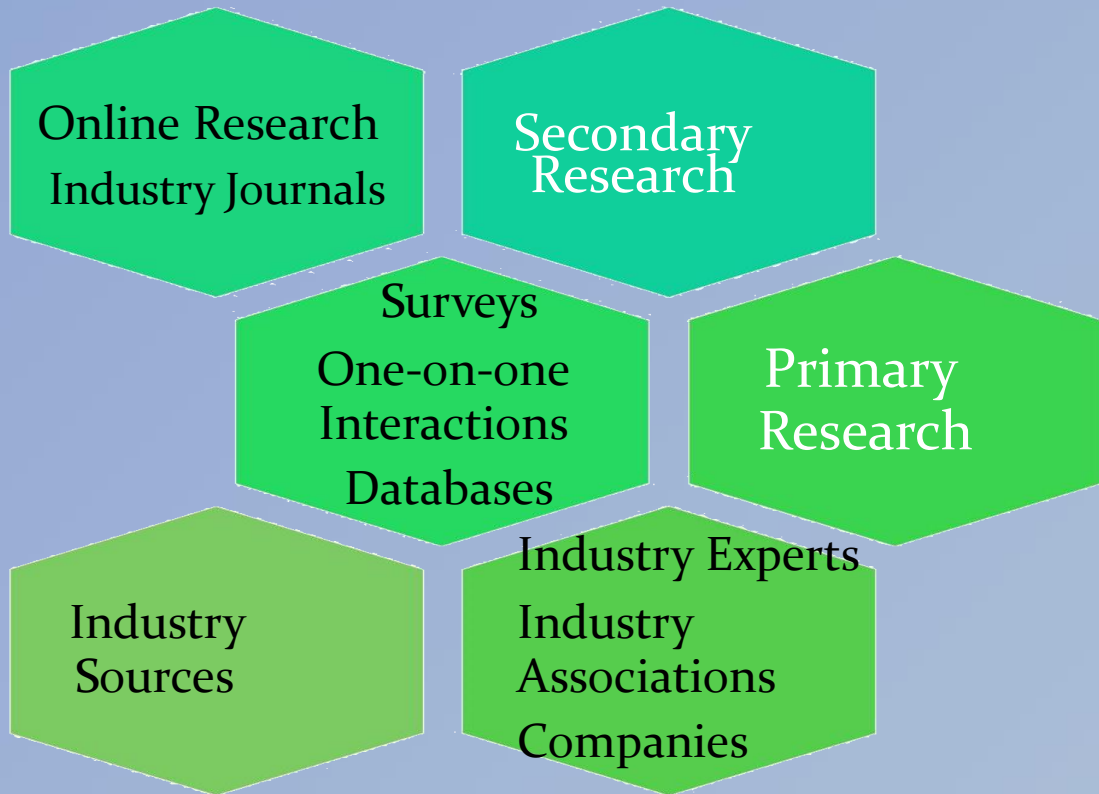 Online Research
Industry Journals
Secondary
Research
Surveys
One-on-one
Interactions
Databases
Primary
Research
Industry
Sources
Industry Experts
Industry
Associations
Companies